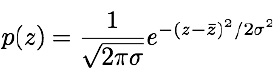 p(z) = \frac{1}{\sqrt{2\pi\sigma}} e^{-(z-\bar{z})^2/2\sigma^2}